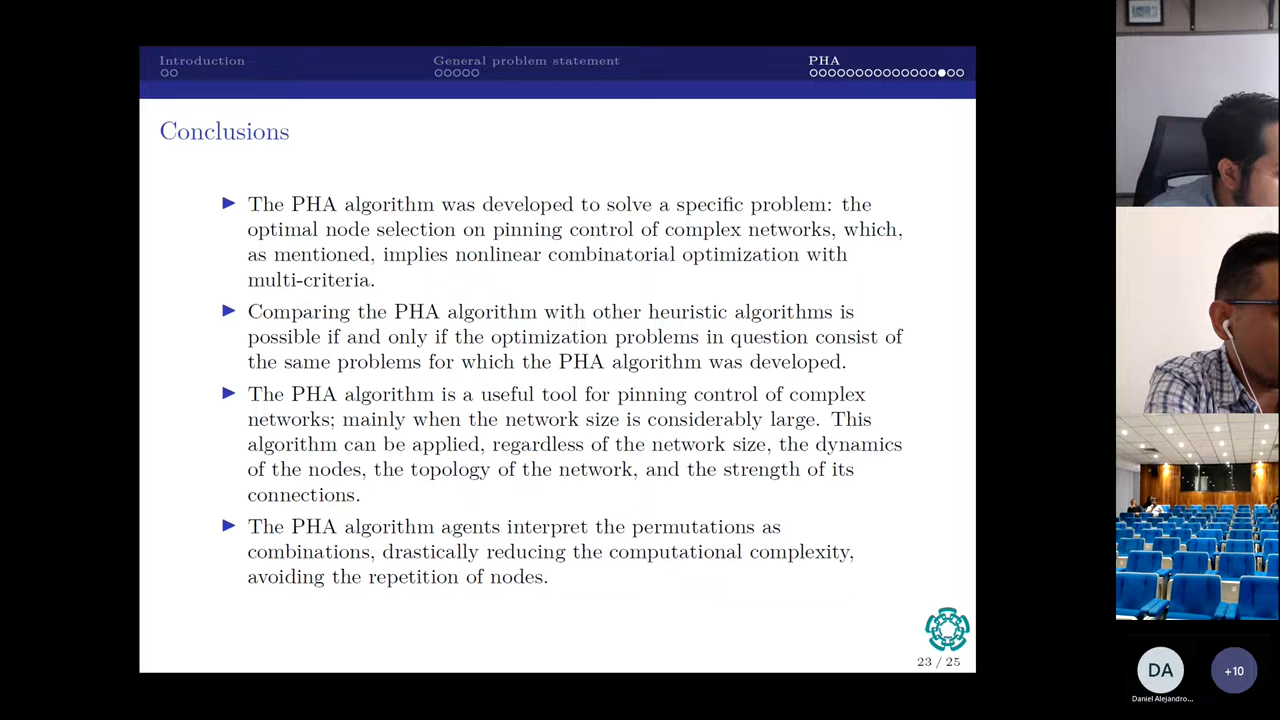 Introduction
General problem statement
PHA
Conclusions
The PHA algorithm was developed to solve a specific problem: the
optimal node selection on pinning control of complex networks, which,
as mentioned, implies nonlinear combinatorial optimization with
multi-criteria.
Comparing the PHA algorithm with other heuristic algorithms is
possible if and only if the optimization problems in question consist of
the same problems for which the PHA algorithm was developed.
The PHA algorithm is a useful tool for pinning control of complex
networks; mainly when the network size is considerably large. This
algorithm can be applied, regardless of the network size, the dynamics
of the nodes, the topology of the network, and the strength of its
connections.
The PHA algorithm agents interpret the permutations as
combinations, drastically reducing the computational complexity,
avoiding the repetition of nodes.
23 / 25
DA
+10
Daniel Alejandro...